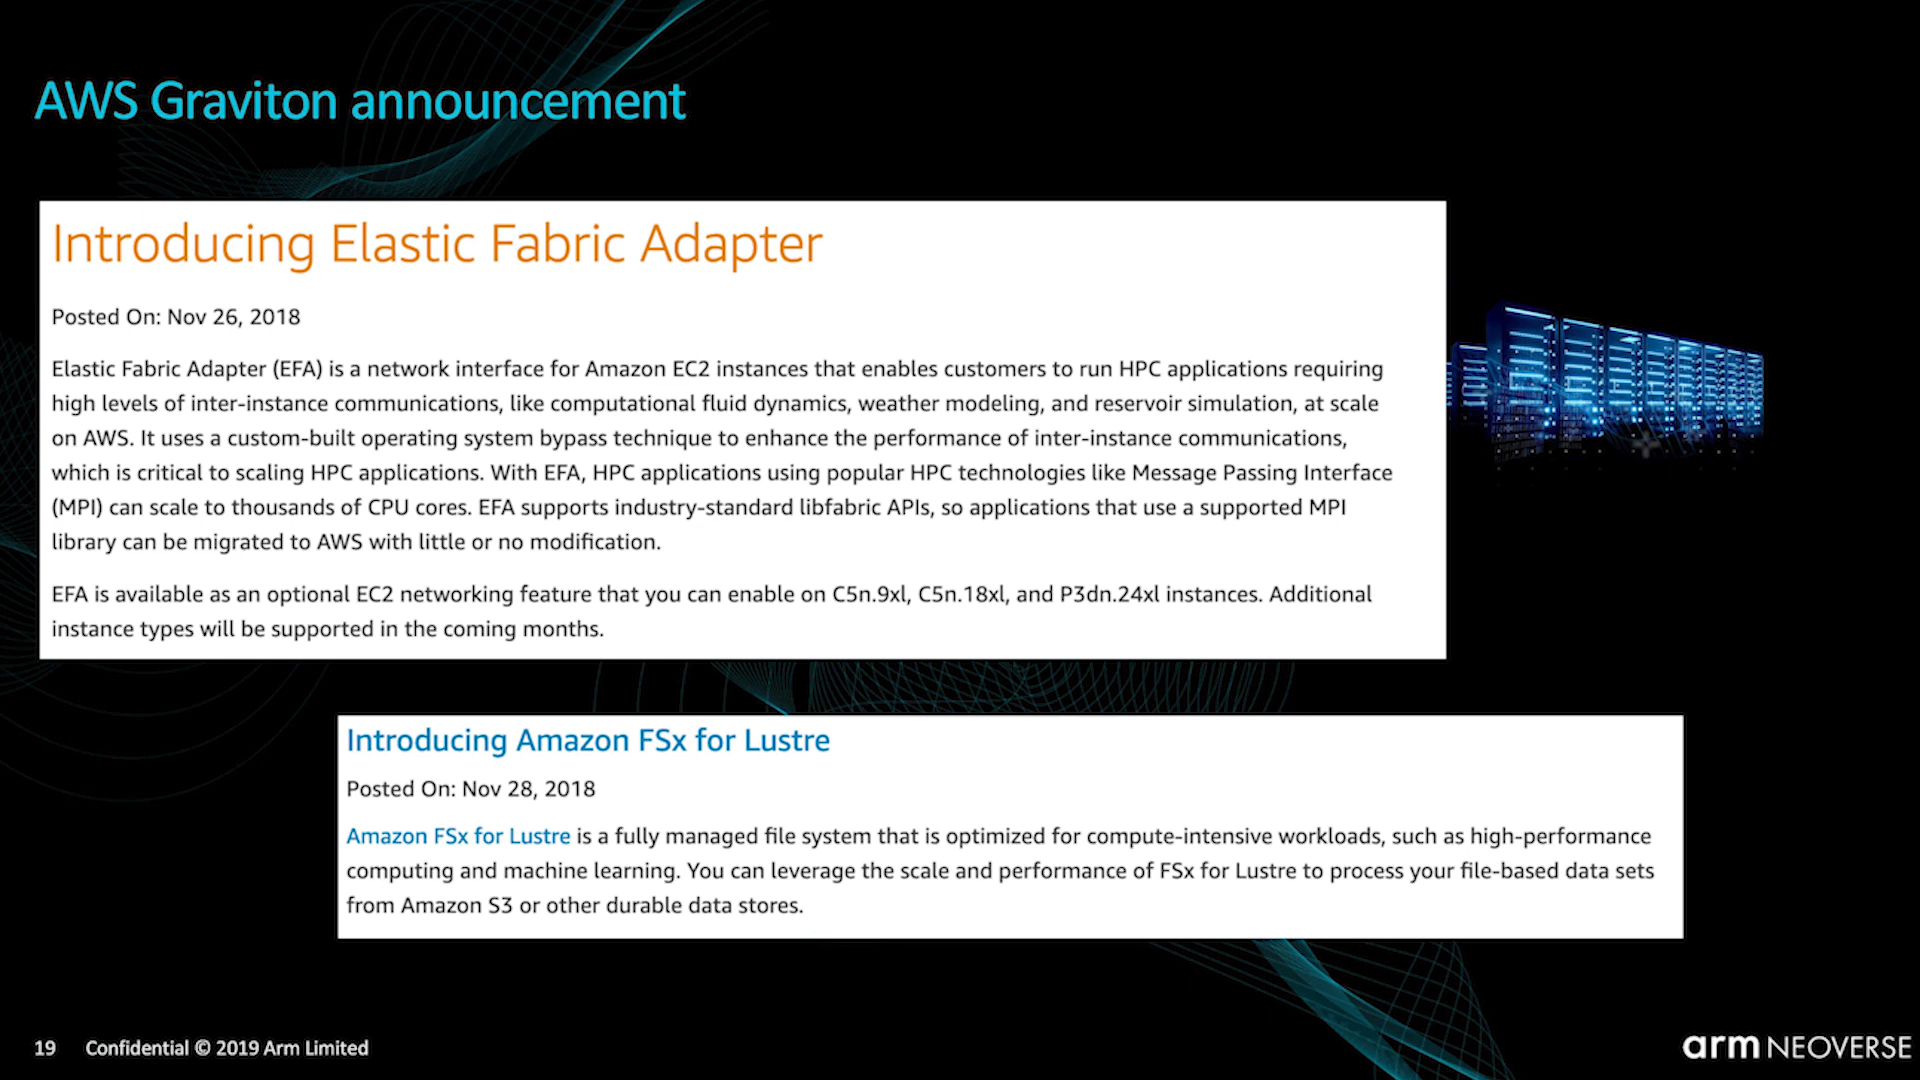 AWS Graviton announcement
Introducing Elastic Fabric Adapter
Posted On: Nov 26, 2018
Elastic Fabric Adapter (EFA) is a network interface for Amazon EC2 instances that enables customers to run HPC applications requiring
high levels of inter-instance communications, like computational fluid dynamics, weather modeling, and reservoir simulation, at scale
on AWS. It uses a custom-built operating system bypass technique to enhance the performance of inter-instance communications,
which is critical to scaling HPC applications. With EFA, HPC applications using popular HPC technologies like Message Passing Interface
(MPI) can scale to thousands of CPU cores. EFA supports industry-standard libfabric APIs, so applications that use a supported MPI
library can be migrated to AWS with little or no modification.
EFA is available as an optional EC2 networking feature that you can enable on C5n.9xl, C5n.18xl, and P3dn.24xl instances. Additional
instance types will be supported in the coming months.
Introducing Amazon FSx for Lustre
Posted On: Nov 28, 2018
Amazon FSx for Lustre is a fully managed file system that is optimized for compute-intensive workloads, such as high-performance
computing and machine learning. You can leverage the scale and performance of FSx for Lustre to process your file-based data sets
from Amazon S3 or other durable data stores.
19 Confidential © 2019 Arm Limited
arm NEOVERSE